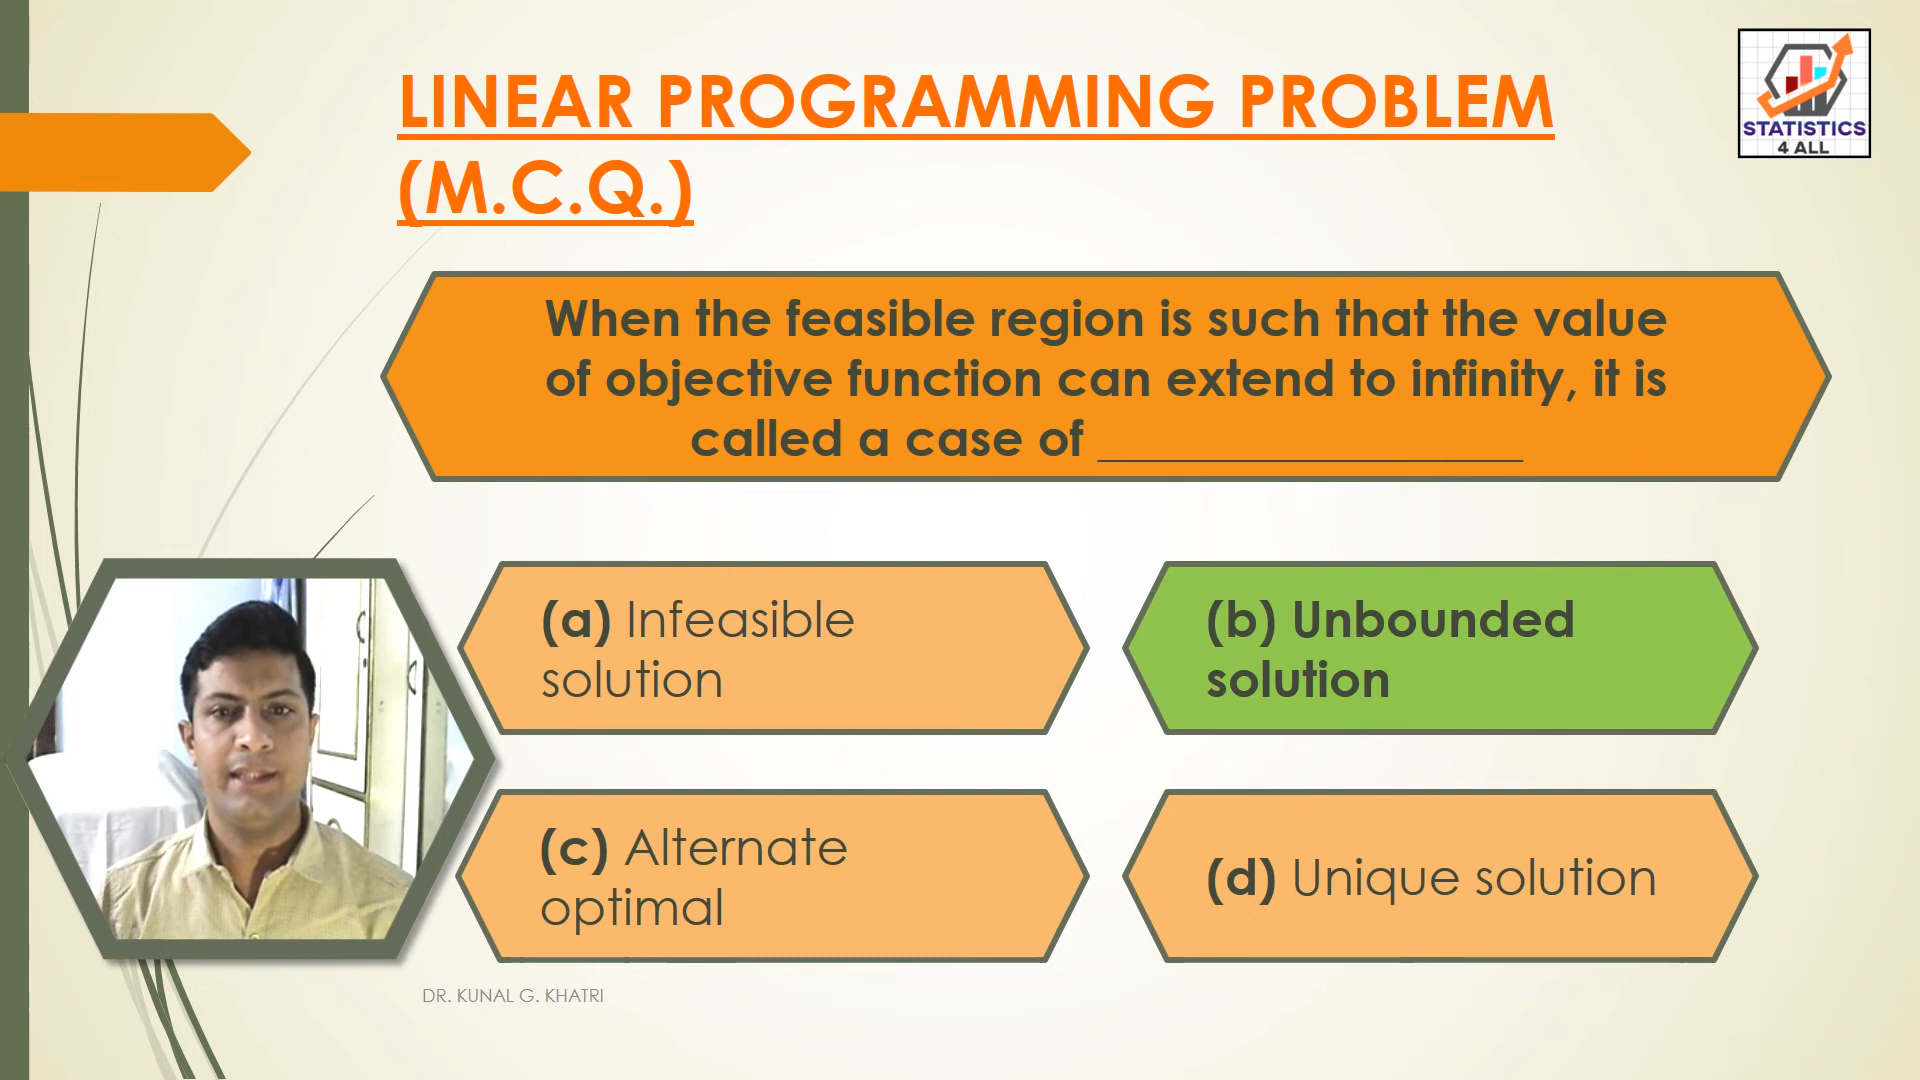 LINEAR PROGRAMMING PROBLEM
(M.C.Q.)
STATISTICS
4 ALL
When the feasible region is such that the value
of objective function can extend to infinity, it is
called a case of _________________
(a) Infeasible
solution
(b) Unbounded
solution
(c) Alternate
optimal
(d) Unique solution
DR. KUNAL G. KHATRI